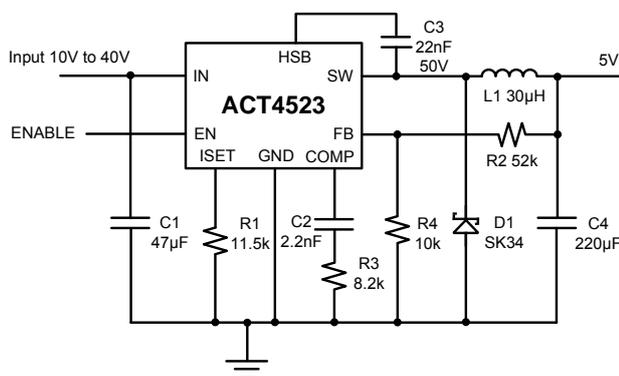 C3
22nF
HSB
Input 10V to 40V
IN
SW
50V
5V
L1 30μH
ACT4523
ENABLE
EN
FB
R2 52k
ISET
GND
COMP
C1
47μF
R1
11.5k
C2
2.2nF
R3
8.2k
R4
10k
D1
SK34
C4
220μF